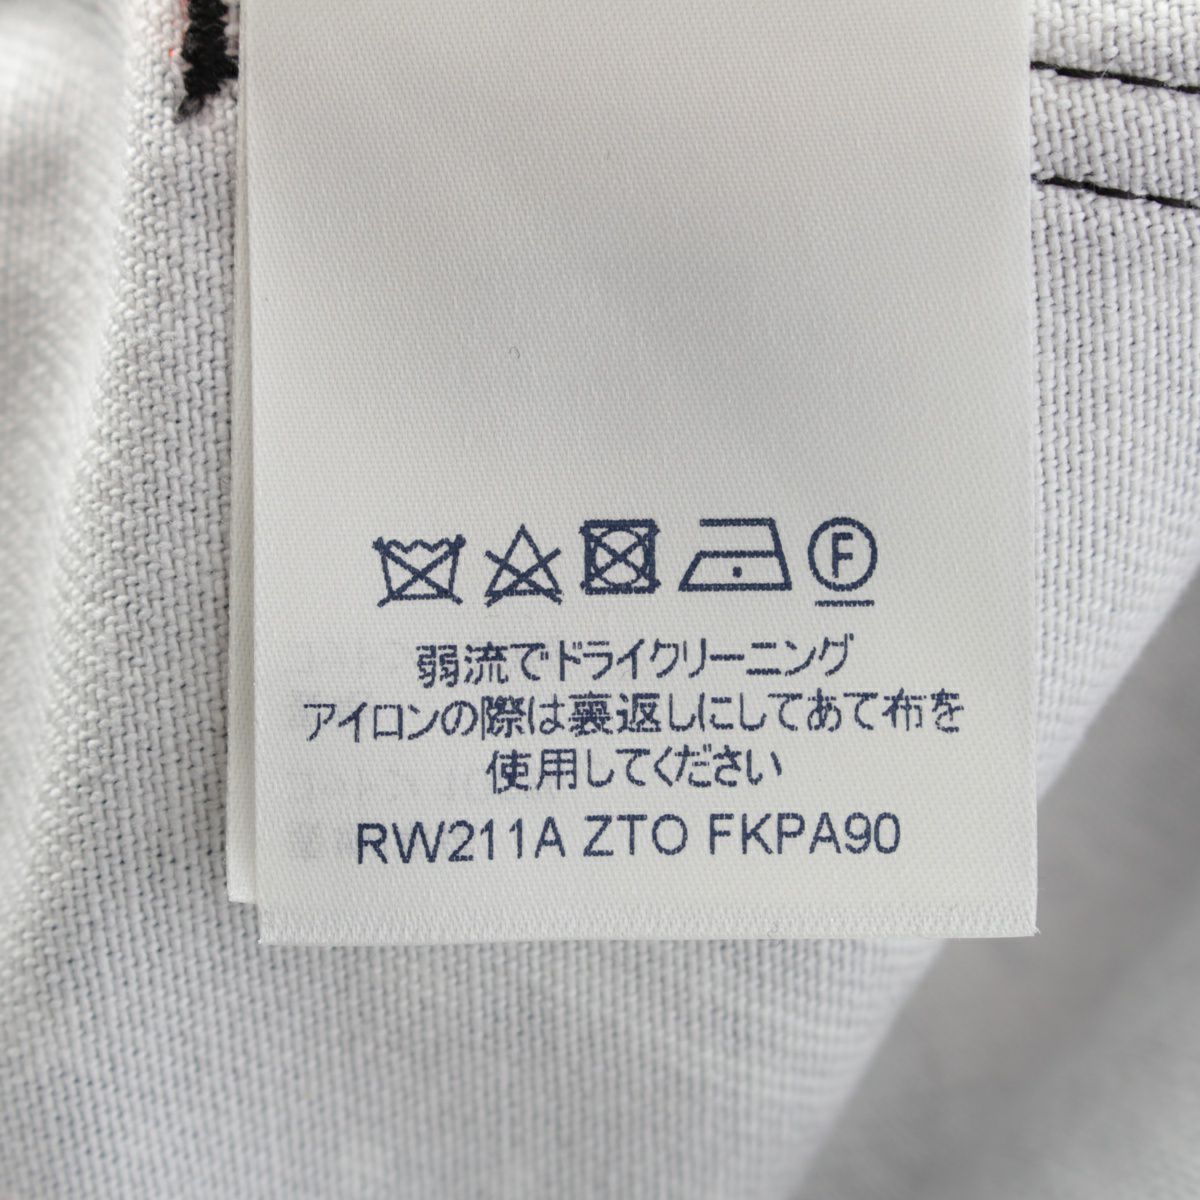 F
弱流でドライクリーニング
アイロンの際は裏返しにしてあて布を
使用してください
RW211A ZTO FKPA90